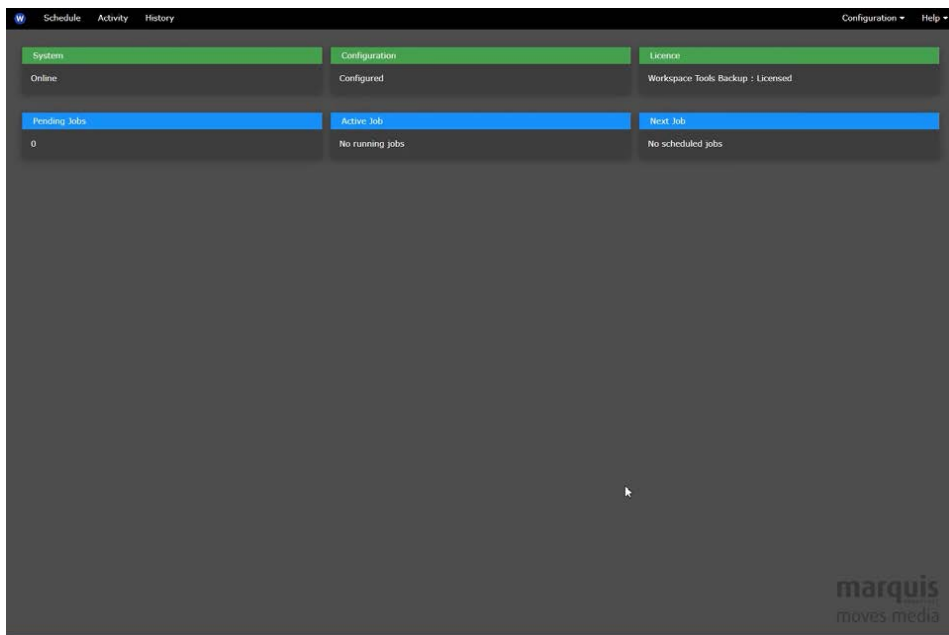 W Schedule Activity History Configuration Help
System Configuration Licence
Online Configured Workspace Tools Backup : Licensed
Pending Jobs Active Job Next Job
0 No running jobs No scheduled jobs
marquis
moves media